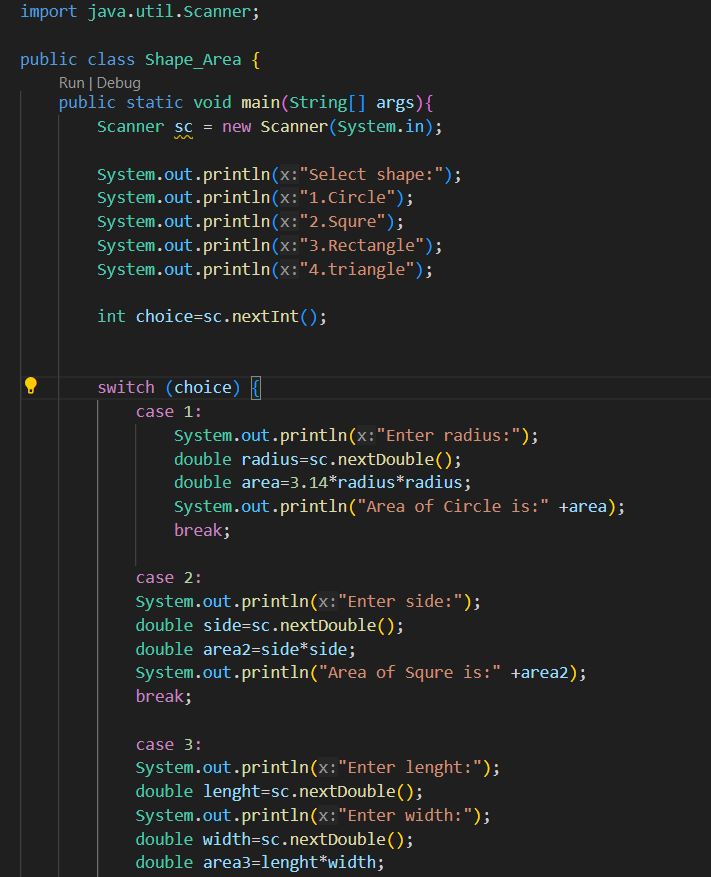 import java.util.Scanner;
public class Shape_Area {
Run | Debug
public static void main(String[] args){
Scanner sc = new Scanner(System.in);
System.out.println(x:"Select shape:");
System.out.println(x:"1.Circle");
System.out.println(x:"2.Squre");
System.out.println(x:"3.Rectangle");
System.out.println(x:"4.triangle");
int choice=sc.nextInt();
switch (choice) {
case 1:
System.out.println(x:"Enter radius:");
double radius=sc.nextDouble();
double area=3.14*radius*radius;
System.out.println("Area of Circle is:" +area);
break;
case 2:
System.out.println(x:"Enter side:");
double side=sc.nextDouble();
double area2=side*side;
System.out.println("Area of Squre is:" +area2);
break;
case 3:
System.out.println(x:"Enter lenght:");
double lenght=sc.nextDouble();
System.out.println(x:"Enter width:");
double width=sc.nextDouble();
double area3=lenght*width;